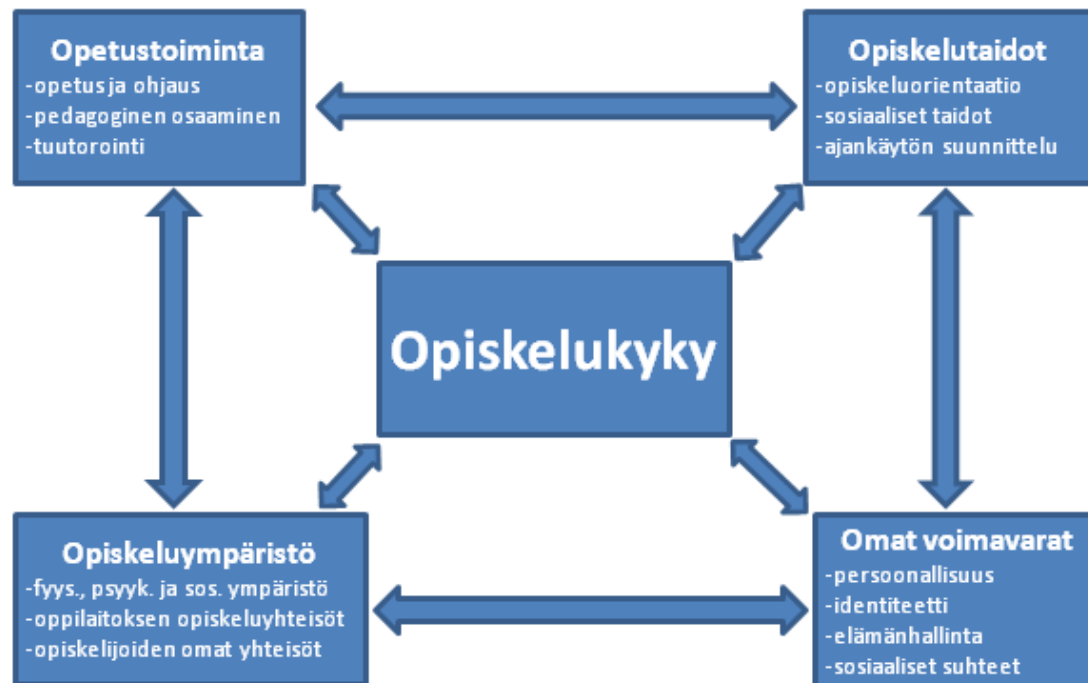 Opetustoiminta
-opetus ja ohjaus
-pedagoginen osaaminen
-tuutorointi
Opiskelutaidot
-opiskeluorientaatio
-sosiaaliset taidot
-ajankäytön suunnittelu
Opiskelukyky
Opiskeluympäristö
-fyys., psyyk. ja sos. ympäristö
-oppilaitoksen opiskeluyhteisöt
-opiskelijoiden omat yhteisöt
Omat voimavarat
-persoonallisuus
-identiteetti
-elämänhallinta
-sosiaaliset suhteet